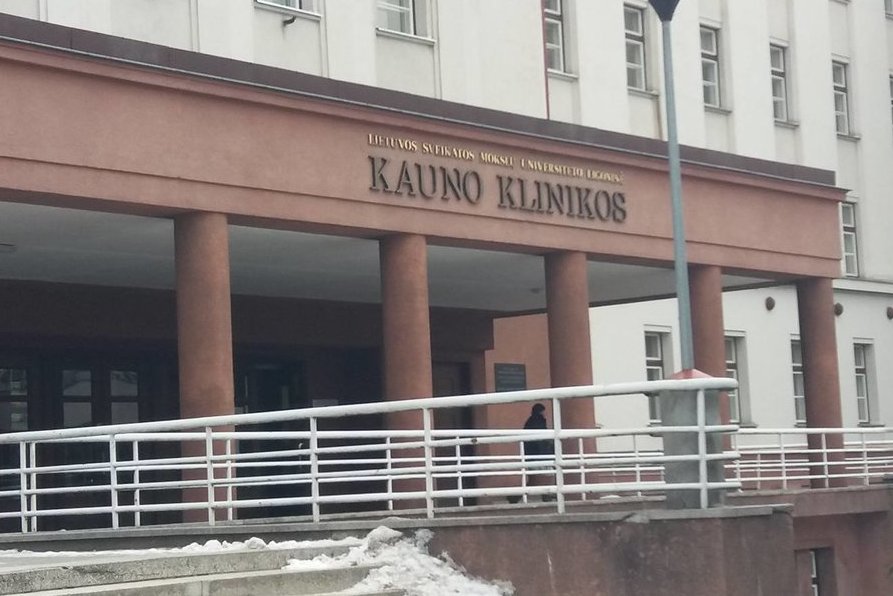 LIETUVOS SVEIKATOS MOKSLŲ UNIVERSITETO LIGONINĖ
KAUNO KLINIKOS